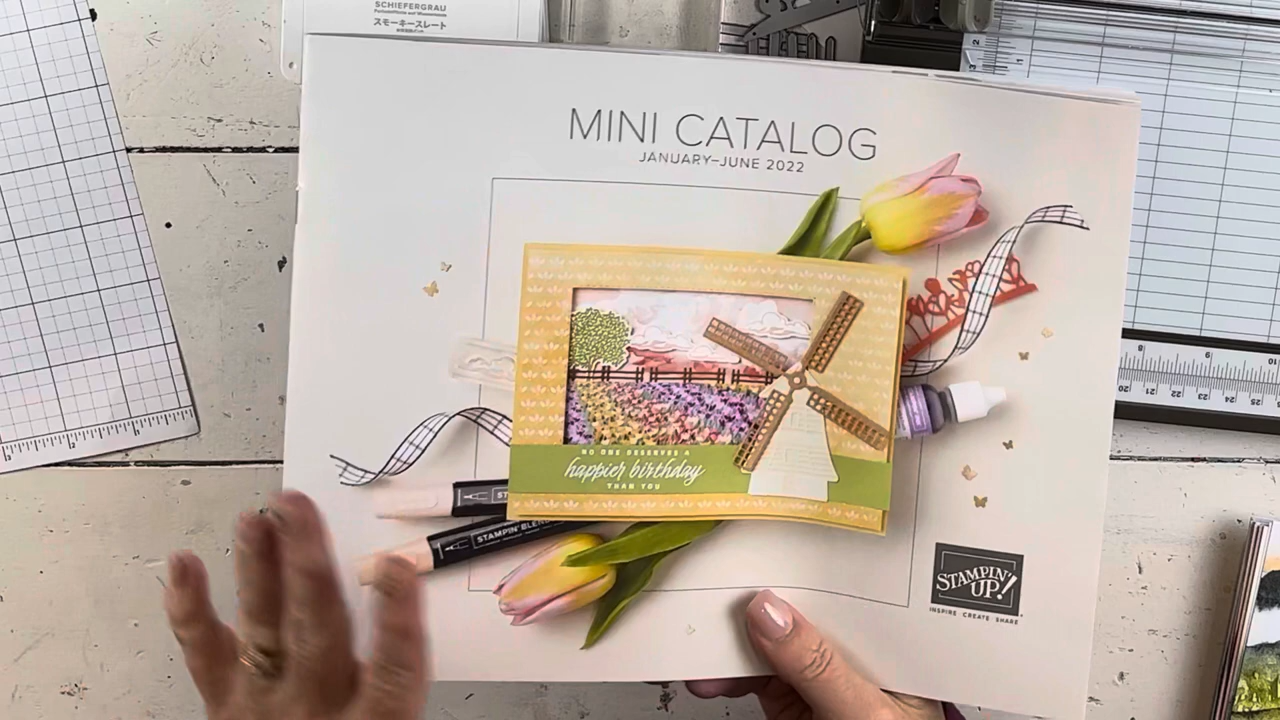 SCHIEFERGRAU
スモーキースレート
MINI CATALOG
JANUARY–JUNE 2022
NO ONE DESERVES A
happier birthday
THAN YOU
STAMPIN' BLEN
STAMPIN' UP!
INSPIRE · CREATE · SHARE